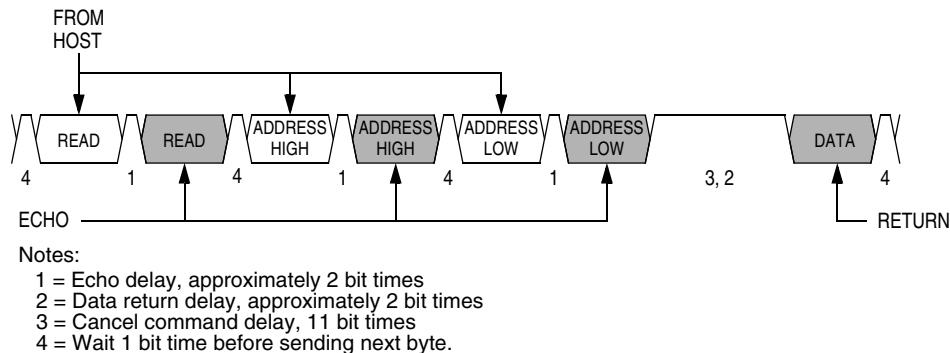 FROM
HOST
READ
READ
ADDRESS
HIGH
ADDRESS
HIGH
ADDRESS
LOW
ADDRESS
LOW
DATA
4
1
4
1
4
1
3, 2
4
ECHO
RETURN
Notes:
1 = Echo delay, approximately 2 bit times
2 = Data return delay, approximately 2 bit times
3 = Cancel command delay, 11 bit times
4 = Wait 1 bit time before sending next byte.